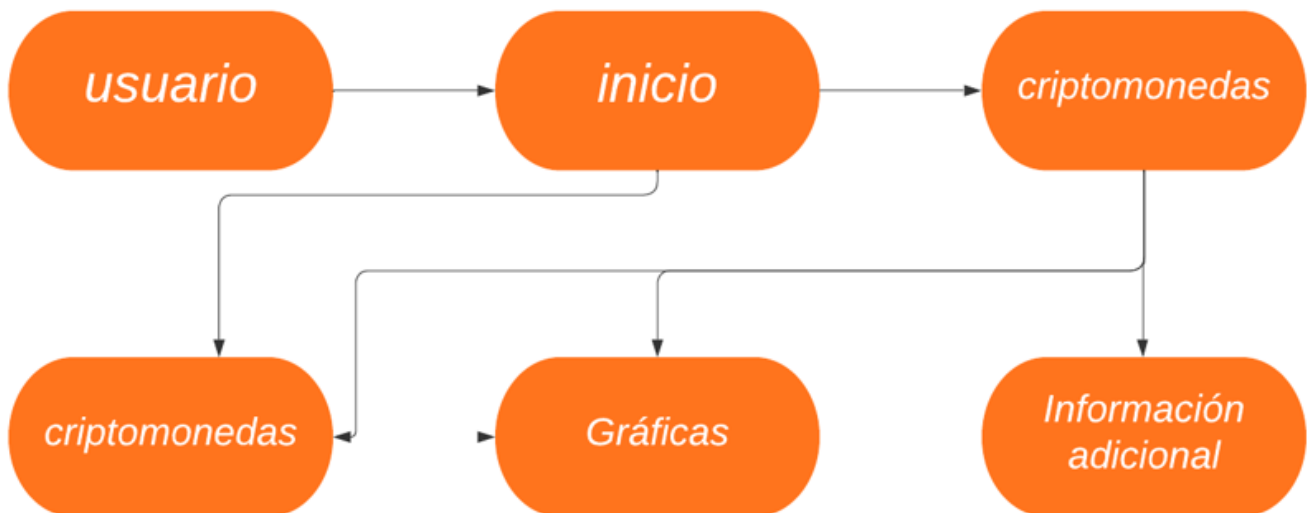 usuario
inicio
criptomonedas
criptomonedas
Gráficas
Información
adicional